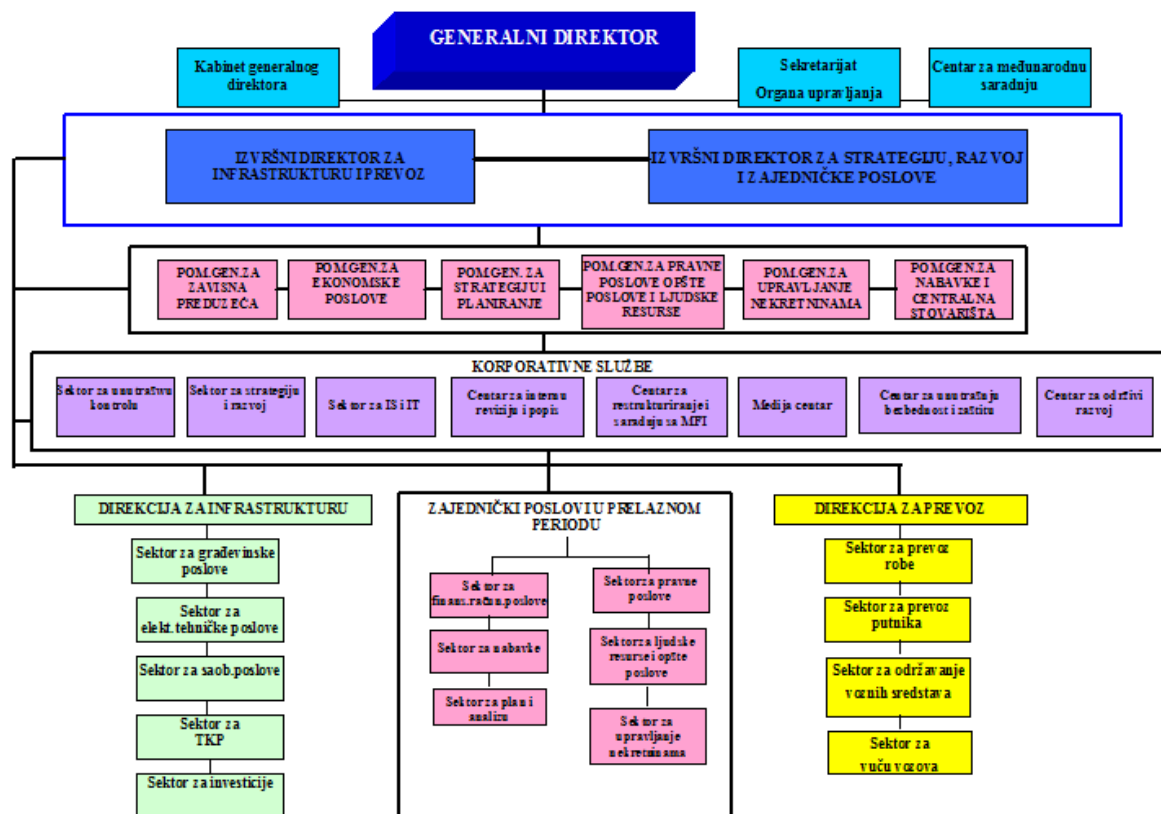 GENERALNI DIREKTOR
Kabinet generalnog
direktora
Sekretarijat
Organa upravljanja
Centar za međunarodnu
saradnju
IZVRŠNI DIREKTOR ZA
INFRASTRUKTURU I PREVOZ
IZVRŠNI DIREKTOR ZA STRATEGIJU, RAZVOJ
I ZAJEDNIČKE POSLOVE
POM.GEN.ZA
ZAVISNA
PREDUZEĆA
POM.GEN.ZA
EKONOMSKE
POSLOVE
POM.GEN. ZA
STRATEGIJU I
PLANIRANJE
POM.GEN.ZA PRAVNE
POSLOVE OPŠTE
POSLOVE I LJUDSKE
RESURSE
POM.GEN.ZA
UPRAVLJANJE
NEKRETNINAMA
POM.GEN.ZA
NABAVKE I
CENTRALNA
STOVARIŠTA
KORPORATIVNE SLUŽBE
Sektor za unutrašwu
kontrolu
Sektor za strategiju
i razvoj
Sektor za IS i IT
Centar za internu
reviziju i popis
Centar za
restrukturiranje i
saradnju sa MFI
Medija centar
Centar za unutrašnju
bezbednost i zaštitu
Centar za održivi
razvoj
DIREKCIJA ZA INFRASTRUKTURU
Sektor za građevinske
poslove
Sektor za
elekt.tehničke poslove
Sektor za saob.poslove
Sektor za
TKP
Sektor za investicije
ZAJEDNIČKI POSLOVI U PRELAZNOM
PERIODU
Sektor za
finans.račun.poslove
Sektor za nabavke
Sektor za plan i
analizu
Sektor za pravne
poslove
Sektor za ljudske
resurse i opšte
poslove
Sektor za
upravljanje
nekretninama
DIREKCIJA ZA PREVOZ
Sektor za prevoz
robe
Sektor za prevoz
putnika
Sektor za održavanje
voznih sredstava
Sektor za
vuču vozova